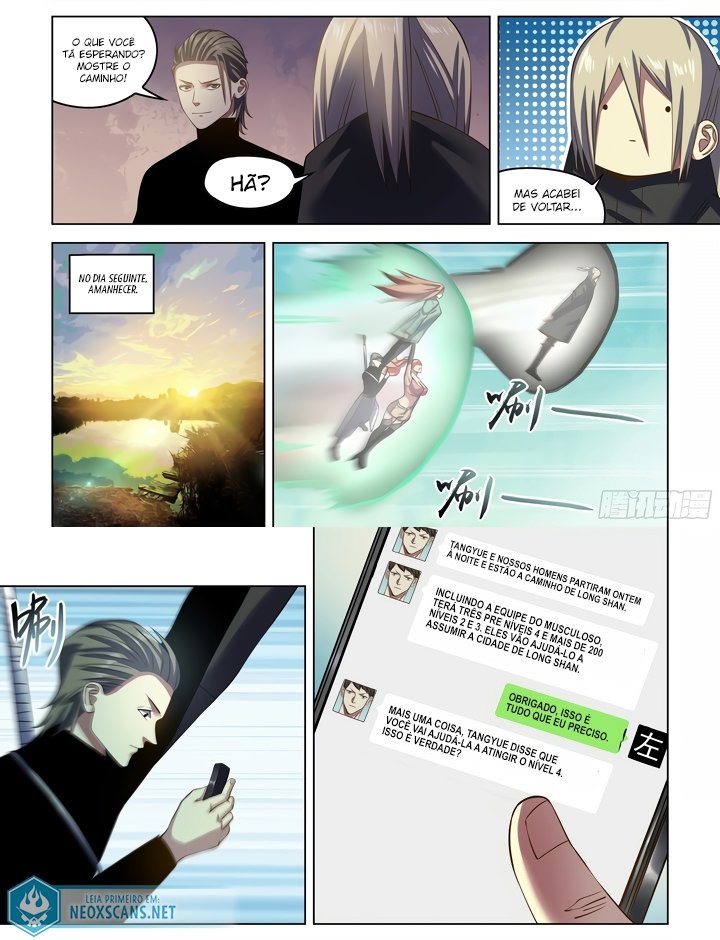 O QUE VOCÊ
TÁ ESPERANDO?
MOSTRE O
CAMINHO!
HÃ?
MAS ACABEI
DE VOLTAR...
NO DIA SEGUINTE,
AMANHECER.
唰
唰
腾讯动漫
唰
TANGYUE E NOSSOS HOMENS PARTIRAM ONTEM
À NOITE E ESTÃO A CAMINHO DE LONG SHAN.
INCLUINDO A EQUIPE DO MUSCULOSO,
TERÁ TRÊS PRE NÍVEIS 4 E MAIS DE 200
NÍVEIS 2 E 3, ELES VÃO AJUDÁ-LO A
ASSUMIR A CIDADE DE LONG SHAN.
OBRIGADO, ISSO É
TUDO QUE EU PRECISO.
左
MAIS UMA COISA, TANGYUE DISSE QUE
VOCÊ VAI AJUDÁ-LA A ATINGIR O NÍVEL 4.
ISSO É VERDADE?
LEIA PRIMEIRO EM:
NEOXSCANS.NET